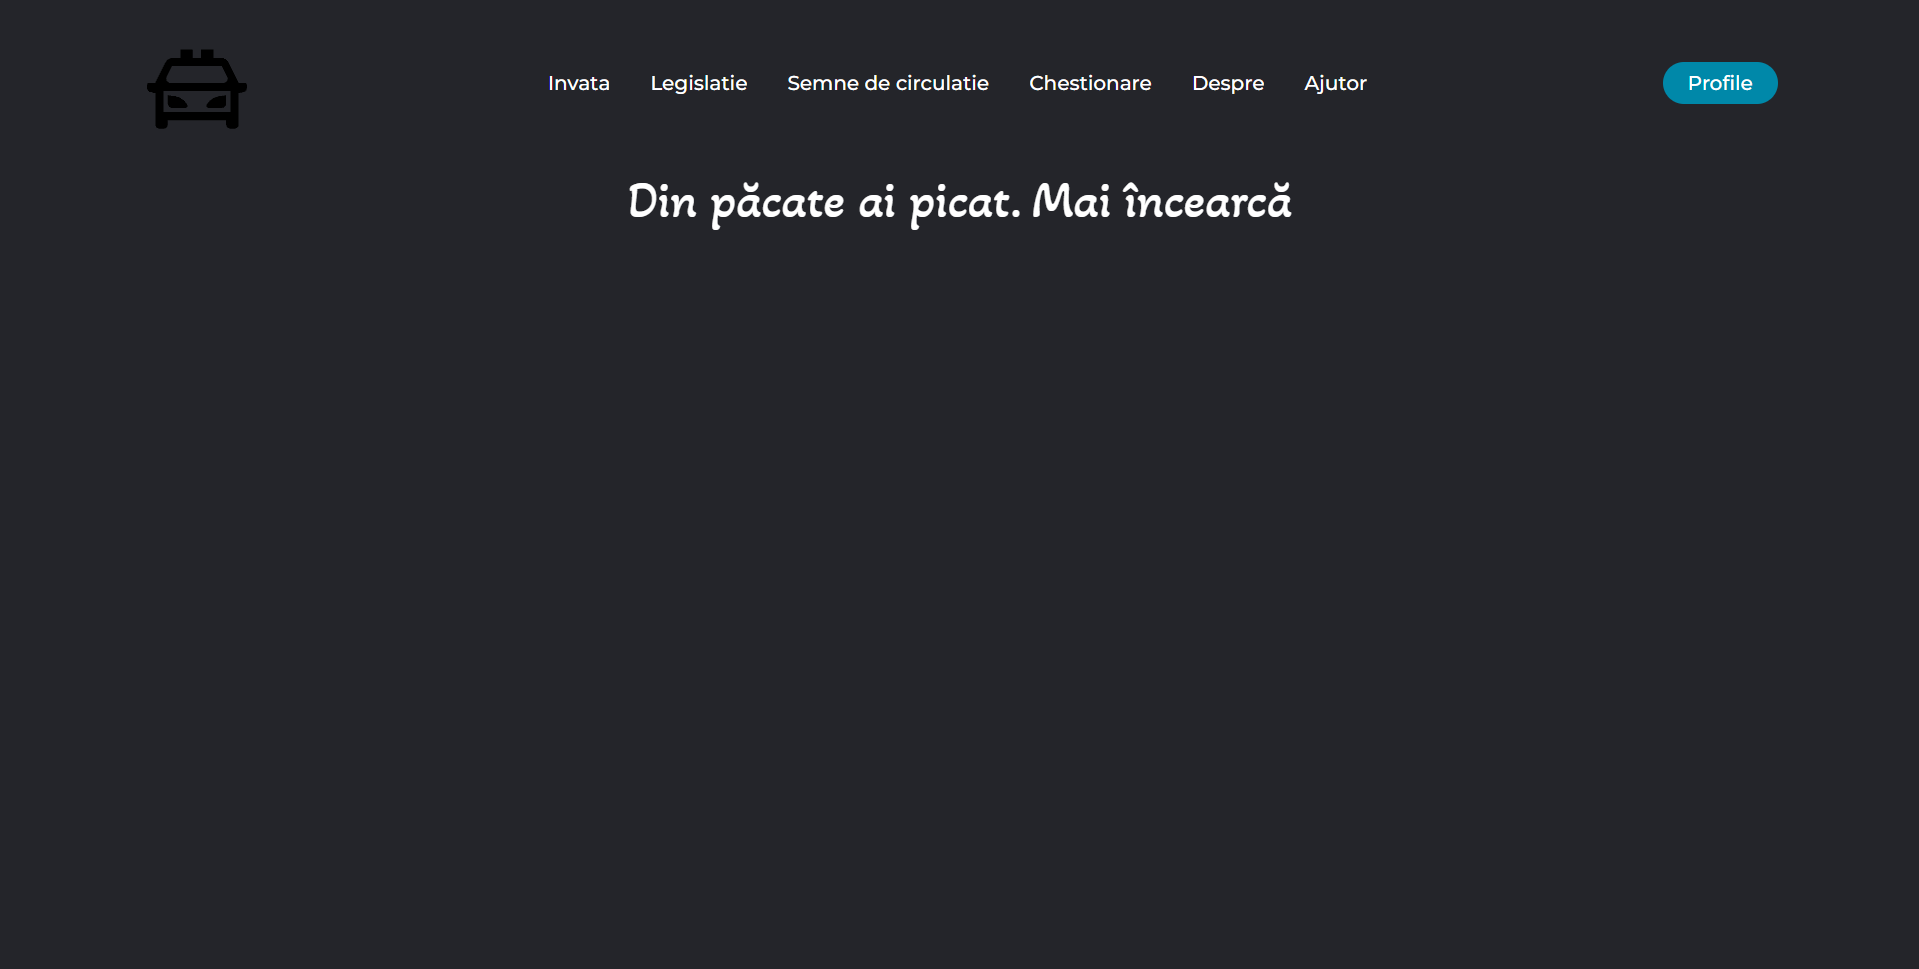 Invata Legislatie Semne de circulatie Chestionare Despre Ajutor Profile
Din păcate ai picat. Mai încearcă